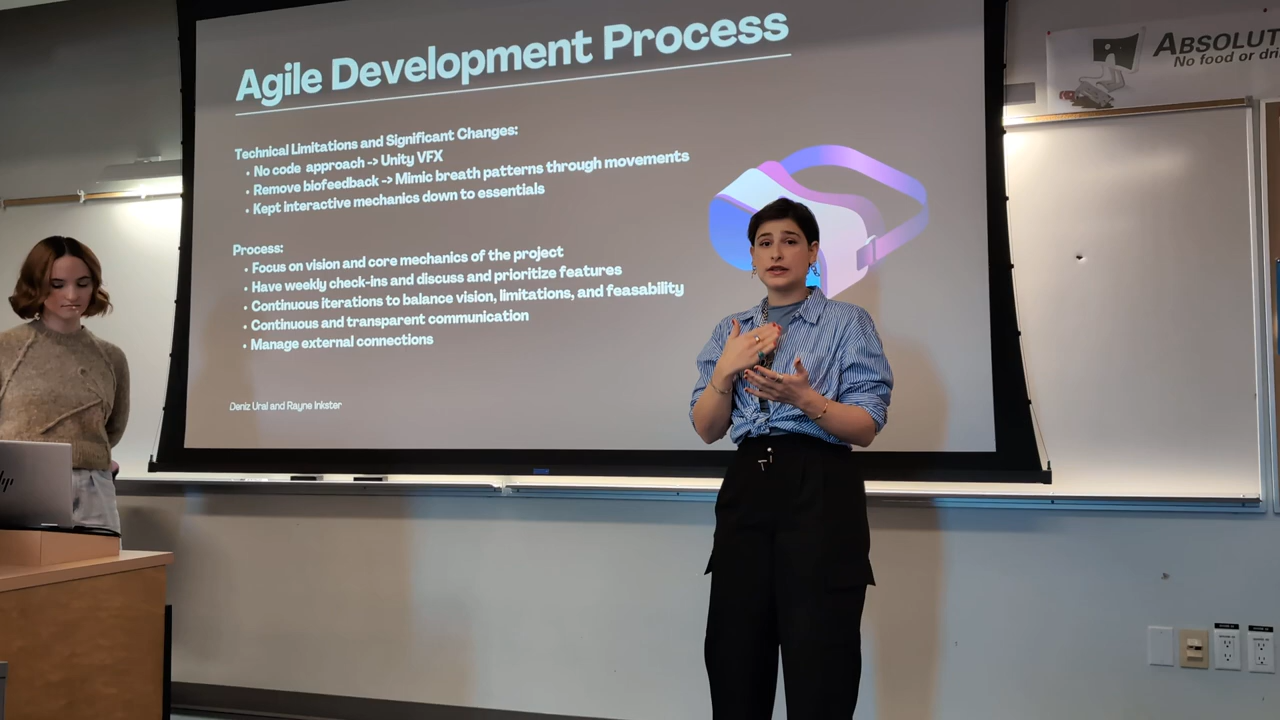 Agile Development Process
Technical Limitations and Significant Changes:
• No code approach -> Unity VFX
• Remove biofeedback -> Mimic breath patterns through movements
• Kept interactive mechanics down to essentials
Process:
• Focus on vision and core mechanics of the project
• Have weekly check-ins and discuss and prioritize features
• Continuous iterations to balance vision, limitations, and feasability
• Continuous and transparent communication
• Manage external connections
Deniz Ural and Rayne Inkster
ABSOLUT
No food or dri
hp